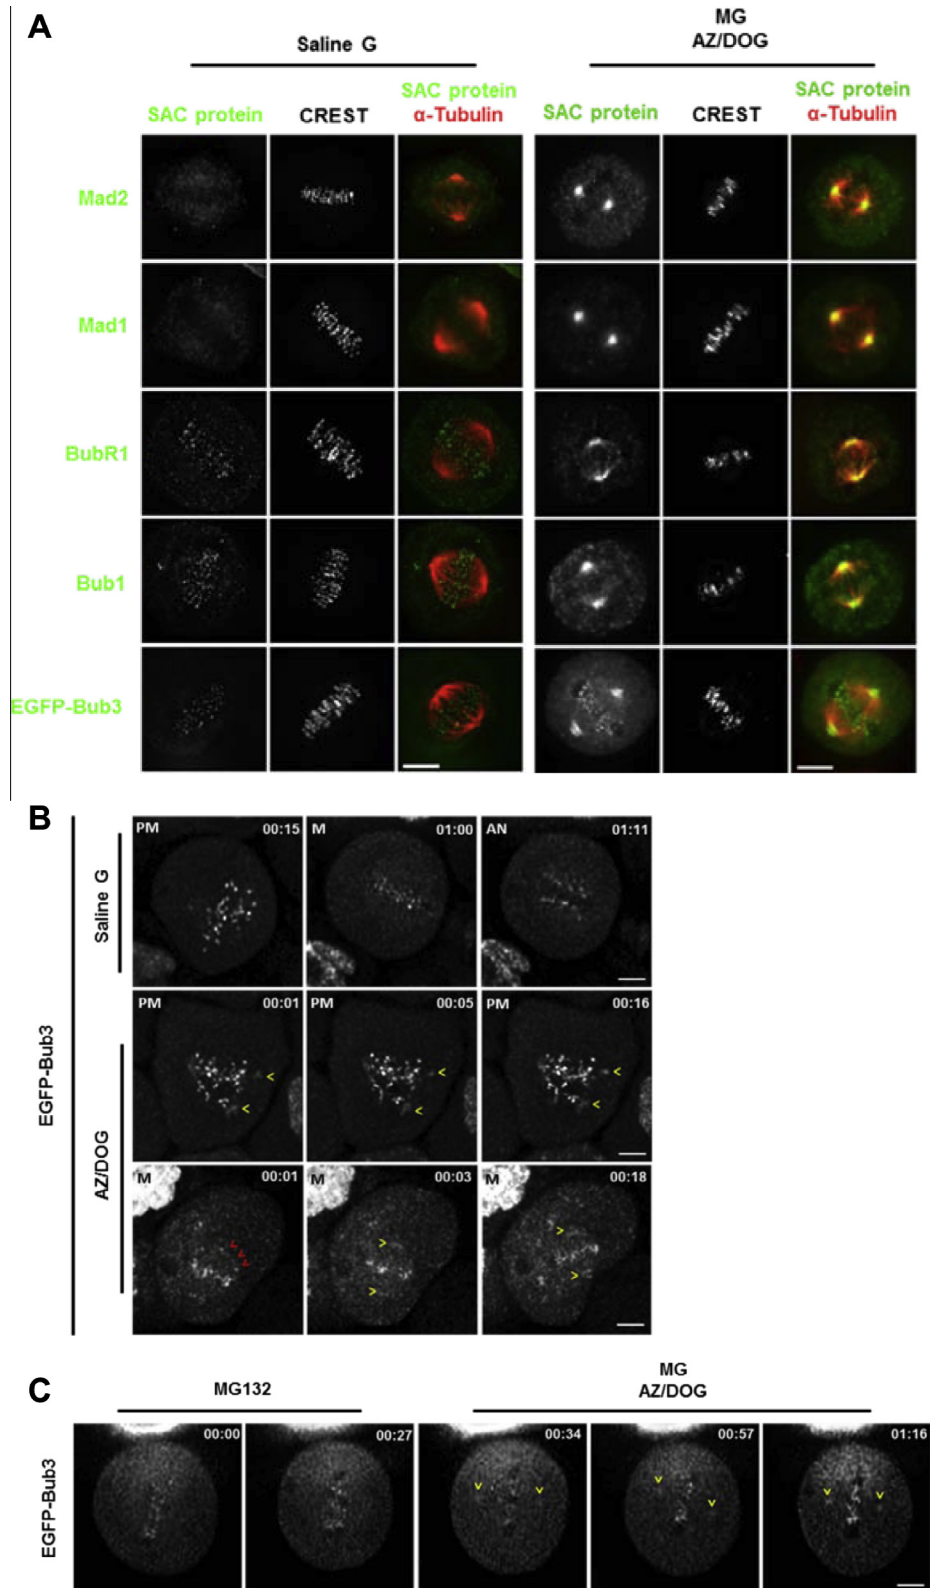 A
Saline G
MG
AZ/DOG
SAC protein
CREST
SAC protein
α-Tubulin
SAC protein
CREST
SAC protein
α-Tubulin
Mad2
Mad1
BubR1
Bub1
EGFP-Bub3
B
EGFP-Bub3
Saline G
PM 00:15
M 01:00
AN 01:11
AZ/DOG
PM 00:01
PM 00:05
PM 00:16
M 00:01
M 00:03
M 00:18
C
MG132
MG
AZ/DOG
EGFP-Bub3
00:00
00:27
00:34
00:57
01:16